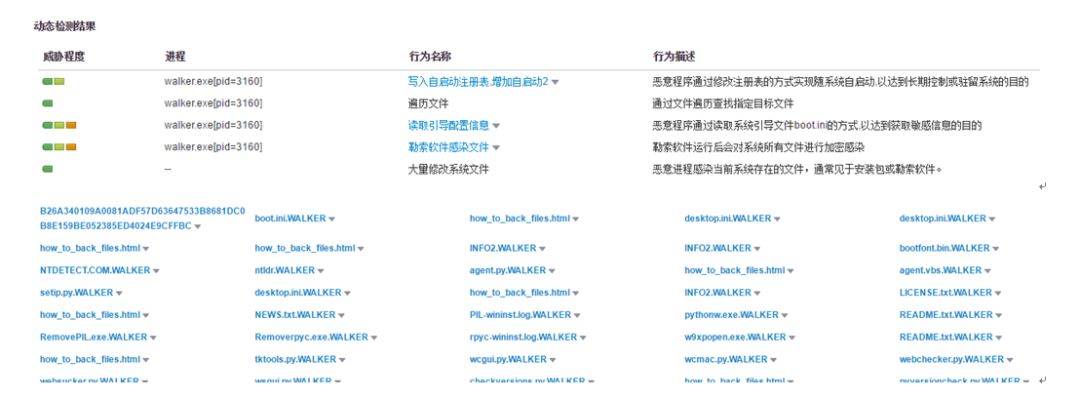 动态检测结果
威胁程度 进程 行为名称 行为描述
walker.exe[pid=3160] 写入自启动注册表,增加自启动2 恶意程序通过修改注册表的方式实现随系统自启动,以达到长期控制或驻留系统的目的
walker.exe[pid=3160] 遍历文件 通过文件遍历查找指定目标文件
walker.exe[pid=3160] 读取引导配置信息 恶意程序通过读取系统引导文件boot.ini的方式,以达到获取敏感信息的目的
walker.exe[pid=3160] 勒索软件感染文件 勒索软件运行后会对系统所有文件进行加密感染
-- 大量修改系统文件 恶意进程感染当前系统存在的文件，通常见于安装包或勒索软件。
B26A340109A0081ADF57D63647533B8681DC0
B8E159BE052385ED4024E9CFFBC boot.ini.WALKER how_to_back_files.html desktop.ini.WALKER desktop.ini.WALKER
how_to_back_files.html how_to_back_files.html INFO2.WALKER INFO2.WALKER bootfont.bin.WALKER
NTDETECT.COM.WALKER ntldr.WALKER agent.py.WALKER how_to_back_files.html agent.vbs.WALKER
setip.py.WALKER desktop.ini.WALKER how_to_back_files.html INFO2.WALKER LICENSE.txt.WALKER
how_to_back_files.html NEWS.txt.WALKER PIL-wininst.log.WALKER pythonw.exe.WALKER README.txt.WALKER
RemovePIL.exe.WALKER Removerpyc.exe.WALKER rpyc-wininst.log.WALKER w9xpopen.exe.WALKER README.txt.WALKER
how_to_back_files.html tktools.py.WALKER wcgui.py.WALKER wcmac.py.WALKER webchecker.py.WALKER
websucker.py.WALKER wsgui.py.WALKER checkversions.py.WALKER how_to_back_files.html pyversioncheck.py.WALKER